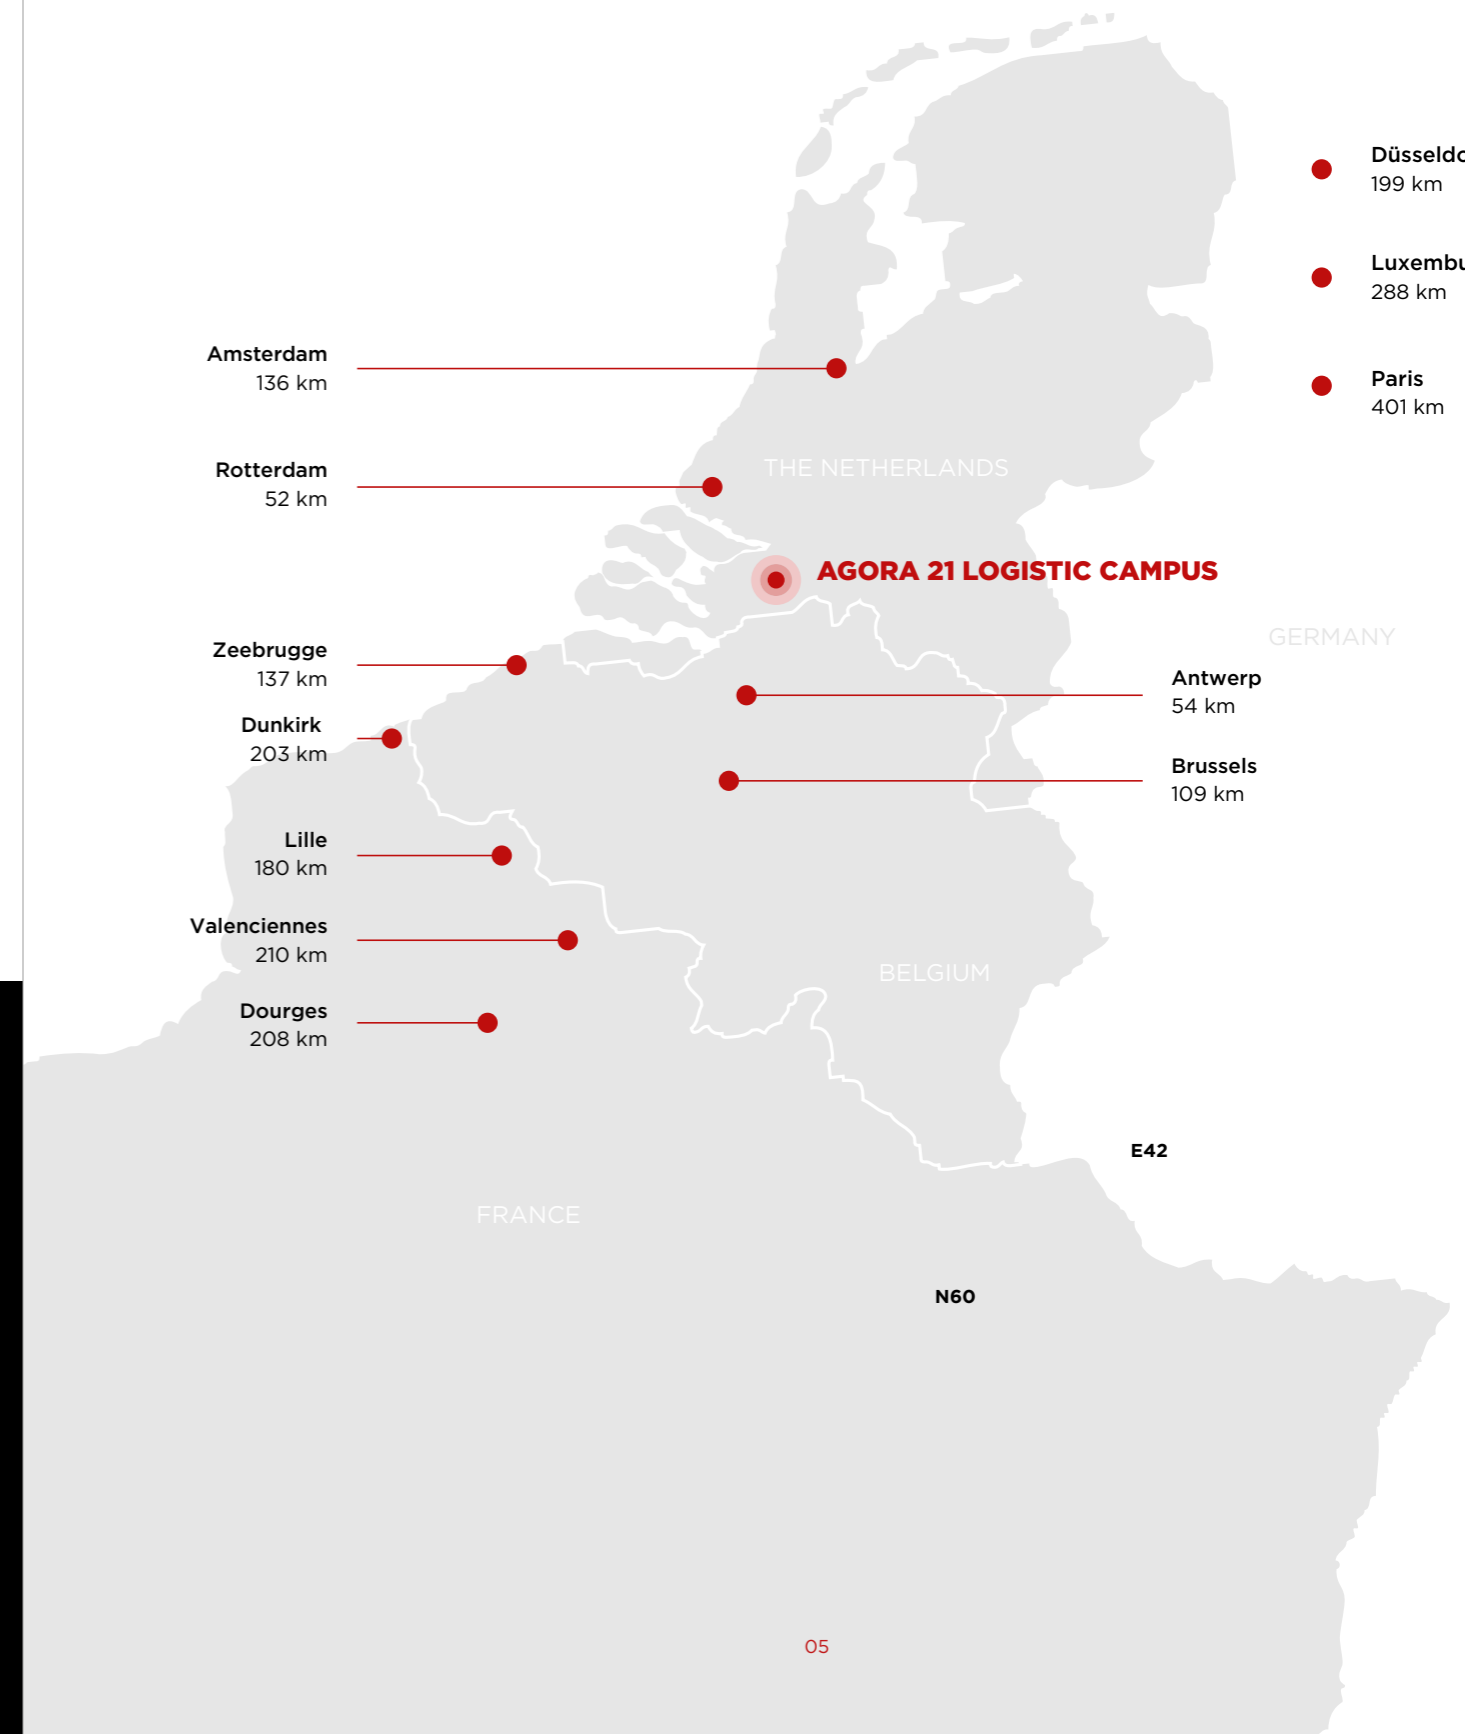 Düsseldo
199 km
Luxembu
288 km
Paris
401 km
Amsterdam
136 km
Rotterdam
52 km
THE NETHERLANDS
AGORA 21 LOGISTIC CAMPUS
GERMANY
Zeebrugge
137 km
Antwerp
54 km
Dunkirk
203 km
Brussels
109 km
Lille
180 km
Valenciennes
210 km
BELGIUM
Dourges
208 km
E42
FRANCE
N60
05